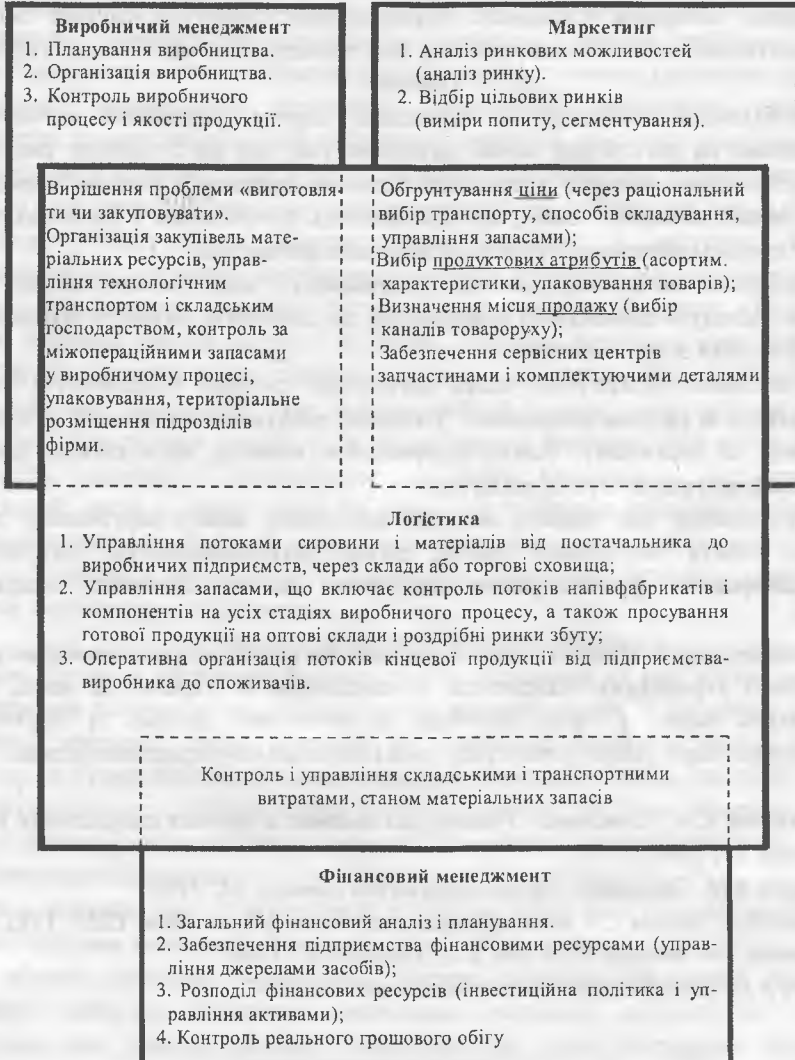 Виробничий менеджмент
1. Планування виробництва.
2. Організація виробництва.
3. Контроль виробничого
процесу і якості продукції.
Маркетинг
1. Аналіз ринкових можливостей
(аналіз ринку).
2. Відбір цільових ринків
(виміри попиту, сегментування).
Вирішення проблеми «виготовля-
ти чи закуповувати».
Організація закупівель мате-
ріальних ресурсів, управ-
ління технологічним
транспортом і складським
господарством, контроль за
міжопераційними запасами
у виробничому процесі,
упаковування, територіальне
розміщення підрозділів
фірми.
Обгрунтування ціни (через раціональний
вибір транспорту, способів складування,
управління запасами);
Вибір продуктових атрибутів (асортим.
характеристики, упаковування товарів);
Визначення місця продажу (вибір
каналів товароруху);
Забезпечення сервісних центрів
запчастинами і комплектуючими деталями
Логістика
1. Управління потоками сировини і матеріалів від постачальника до
виробничих підприємств, через склади або торгові сховища;
2. Управління запасами, що включає контроль потоків напівфабрикатів і
компонентів на усіх стадіях виробничого процесу, а також просування
готової продукції на оптові склади і роздрібні ринки збуту;
3. Оперативна організація потоків кінцевої продукції від підприємства-
виробника до споживачів.
Контроль і управління складськими і транспортними
витратами, станом матеріальних запасів
Фінансовий менеджмент
1. Загальний фінансовий аналіз і планування.
2. Забезпечення підприємства фінансовими ресурсами (управ-
ління джерелами засобів);
3. Розподіл фінансових ресурсів (інвестиційна політика і уп-
равління активами);
4. Контроль реального грошового обігу